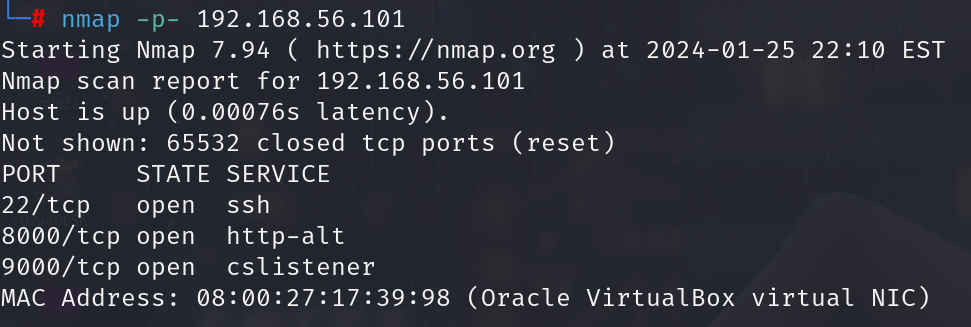 └─# nmap -p- 192.168.56.101
Starting Nmap 7.94 ( https://nmap.org ) at 2024-01-25 22:10 EST
Nmap scan report for 192.168.56.101
Host is up (0.00076s latency).
Not shown: 65532 closed tcp ports (reset)
PORT     STATE SERVICE
22/tcp   open  ssh
8000/tcp open  http-alt
9000/tcp open  cslistener
MAC Address: 08:00:27:17:39:98 (Oracle VirtualBox virtual NIC)